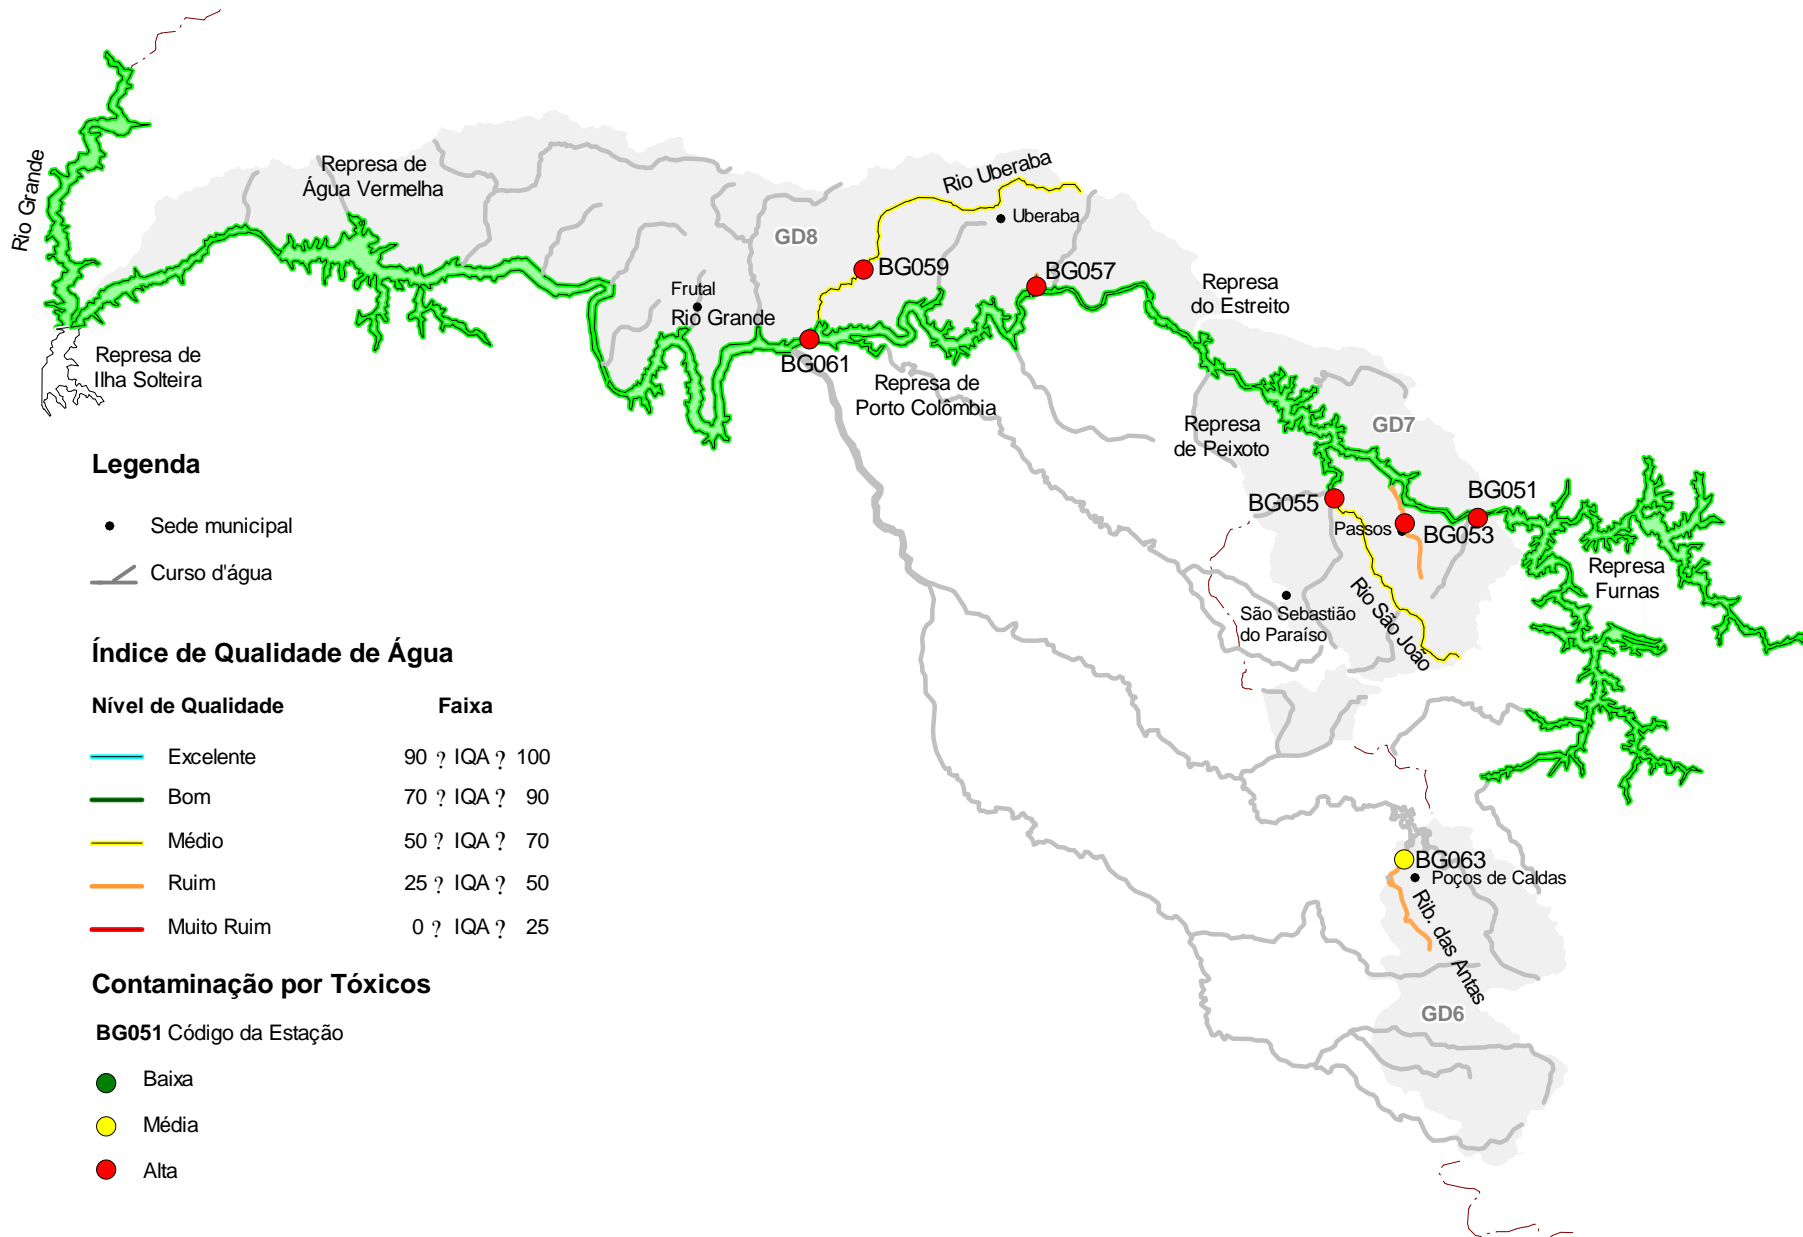 Rio Grande
Represa de
Água Vermelha
Rio Uberaba
Uberaba
GD8
BG059
BG057
Represa
do Estreito
Frutal
Rio Grande
BG061
Represa de
Ilha Solteira
Represa de
Porto Colômbia
Represa
de Peixoto
GD7
BG055
BG051
Passos
BG053
Represa
Furnas
São Sebastião
do Paraíso
Rio São João
BG063
Poços de Caldas
Rib. das Antas
GD6
Legenda
Sede municipal
Curso d'água
Índice de Qualidade de Água
Nível de Qualidade Faixa
Excelente 90 ? IQA ? 100
Bom 70 ? IQA ? 90
Médio 50 ? IQA ? 70
Ruim 25 ? IQA ? 50
Muito Ruim 0 ? IQA ? 25
Contaminação por Tóxicos
BG051 Código da Estação
Baixa
Média
Alta